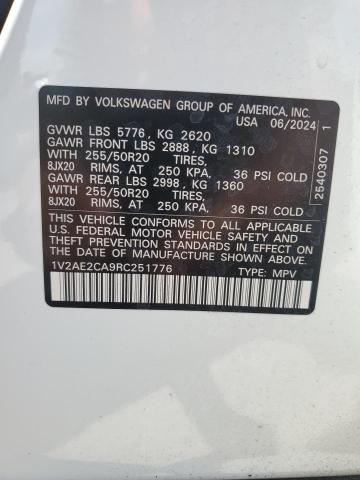 MFD BY VOLKSWAGEN GROUP OF AMERICA, INC.
USA 06/2024
GVWR LBS 5776 , KG 2620
GAWR FRONT LBS 2888 , KG 1310
WITH 255/50R20 TIRES,
8JX20 RIMS, AT 250 KPA, 36 PSI COLD
GAWR REAR LBS 2998 , KG 1360
WITH 255/50R20 TIRES,
8JX20 RIMS, AT 250 KPA, 36 PSI COLD
THIS VEHICLE CONFORMS TO ALL APPLICABLE
U.S. FEDERAL MOTOR VEHICLE STANDARDS
SAFETY AND THEFT PREVENTION IN EFFECT ON
THE DATE OF MANUFACTURE SHOWN ABOVE.
1V2AE2CA9RC251776 TYPE: MPV
2540307 1